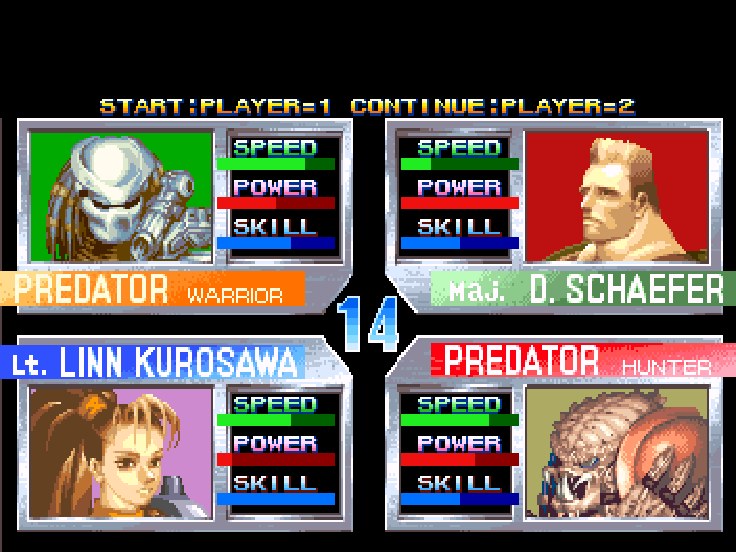 START:PLAYER=1 CONTINUE:PLAYER=2
SPEED
POWER
SKILL
PREDATOR WARRIOR
SPEED
POWER
SKILL
Maj. D. SCHAEFER
14
Lt. LINN KUROSAWA
SPEED
POWER
SKILL
PREDATOR HUNTER
SPEED
POWER
SKILL